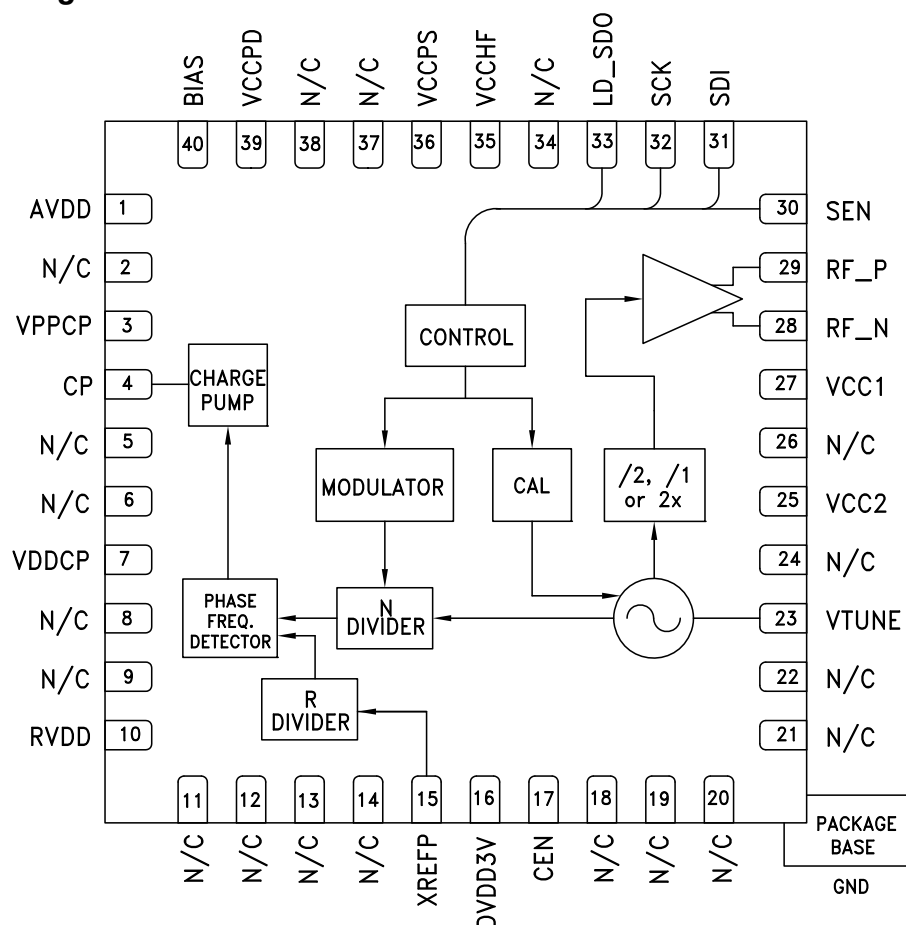 BIAS
VCCPD
N/C
N/C
VCCPS
VCCHF
N/C
LD_SDO
SCK
SDI
40
39
38
37
36
35
34
33
32
31
AVDD 1
N/C 2
VPPCP 3
CP 4
N/C 5
N/C 6
VDDCP 7
N/C 8
N/C 9
RVDD 10
30 SEN
29 RF_P
28 RF_N
27 VCC1
26 N/C
25 VCC2
24 N/C
23 VTUNE
22 N/C
21 N/C
CONTROL
CHARGE
PUMP
MODULATOR
CAL
/2, /1
or 2x
PHASE
FREQ.
DETECTOR
N
DIVIDER
R
DIVIDER
11
12
13
14
15
16
17
18
19
20
N/C
N/C
N/C
N/C
XREFP
DVDD3V
CEN
N/C
N/C
N/C
PACKAGE
BASE
GND